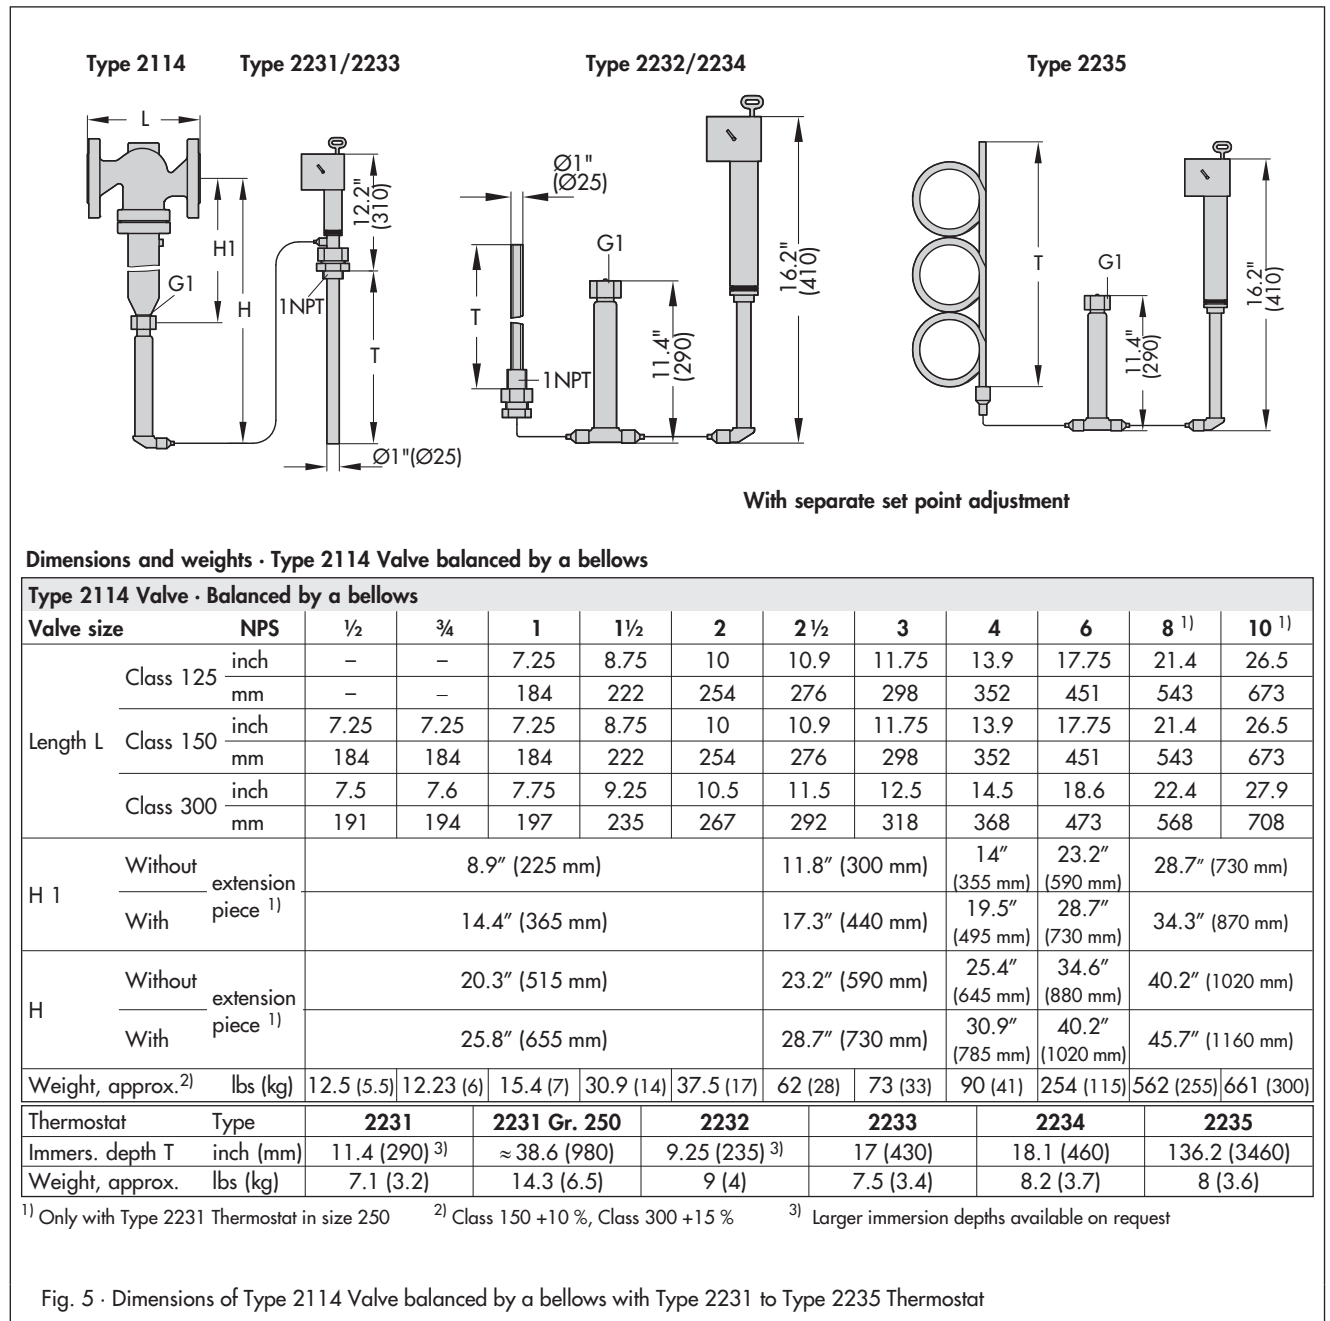 Type 2114 Type 2231/2233 Type 2232/2234 Type 2235
L
H1
H
G1
12.2"
(310)
1NPT
T
Ø1"(Ø25)
Ø1"
(Ø25)
T
1NPT
G1
11.4"
(290)
16.2"
(410)
T
G1
11.4"
(290)
16.2"
(410)
With separate set point adjustment
Dimensions and weights · Type 2114 Valve balanced by a bellows
Type 2114 Valve · Balanced by a bellows
Valve size NPS ½ ¾ 1 1½ 2 2½ 3 4 6 8 1) 10 1)
Length L
Class 125
inch – – 7.25 8.75 10 10.9 11.75 13.9 17.75 21.4 26.5
mm – – 184 222 254 276 298 352 451 543 673
Class 150
inch 7.25 7.25 7.25 8.75 10 10.9 11.75 13.9 17.75 21.4 26.5
mm 184 184 184 222 254 276 298 352 451 543 673
Class 300
inch 7.5 7.6 7.75 9.25 10.5 11.5 12.5 14.5 18.6 22.4 27.9
mm 191 194 197 235 267 292 318 368 473 568 708
H 1
extension
piece 1)
Without 8.9″ (225 mm) 11.8″ (300 mm) 14″ (355 mm) 23.2″ (590 mm) 28.7″ (730 mm)
With 14.4″ (365 mm) 17.3″ (440 mm) 19.5″ (495 mm) 28.7″ (730 mm) 34.3″ (870 mm)
H
extension
piece 1)
Without 20.3″ (515 mm) 23.2″ (590 mm) 25.4″ (645 mm) 34.6″ (880 mm) 40.2″ (1020 mm)
With 25.8″ (655 mm) 28.7″ (730 mm) 30.9″ (785 mm) 40.2″ (1020 mm) 45.7″ (1160 mm)
Weight, approx.2) lbs (kg) 12.5 (5.5) 12.23 (6) 15.4 (7) 30.9 (14) 37.5 (17) 62 (28) 73 (33) 90 (41) 254 (115) 562 (255) 661 (300)
Thermostat Type 2231 2231 Gr. 250 2232 2233 2234 2235
Immers. depth T inch (mm) 11.4 (290) 3) ≈ 38.6 (980) 9.25 (235) 3) 17 (430) 18.1 (460) 136.2 (3460)
Weight, approx. lbs (kg) 7.1 (3.2) 14.3 (6.5) 9 (4) 7.5 (3.4) 8.2 (3.7) 8 (3.6)
1) Only with Type 2231 Thermostat in size 250 2) Class 150 +10 %, Class 300 +15 % 3) Larger immersion depths available on request
Fig. 5 · Dimensions of Type 2114 Valve balanced by a bellows with Type 2231 to Type 2235 Thermostat